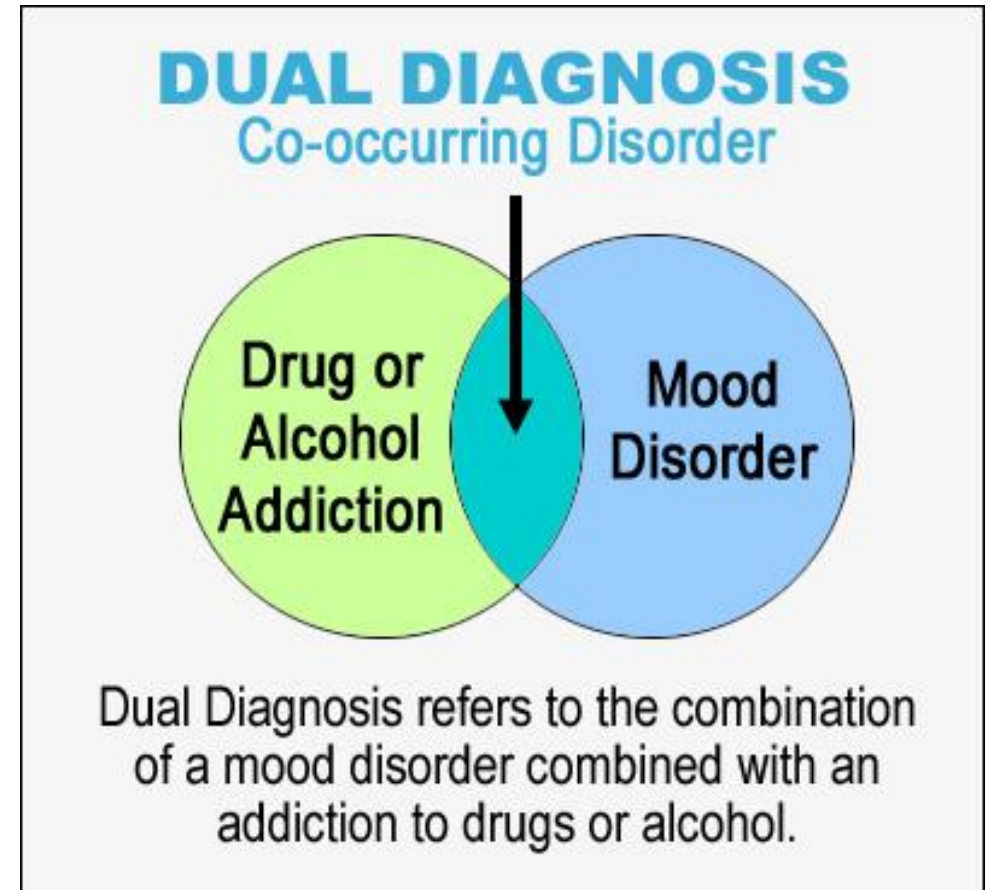 DUAL DIAGNOSIS
Co-occurring Disorder
Drug or
Alcohol
Addiction
Mood
Disorder
Dual Diagnosis refers to the combination
of a mood disorder combined with an
addiction to drugs or alcohol.